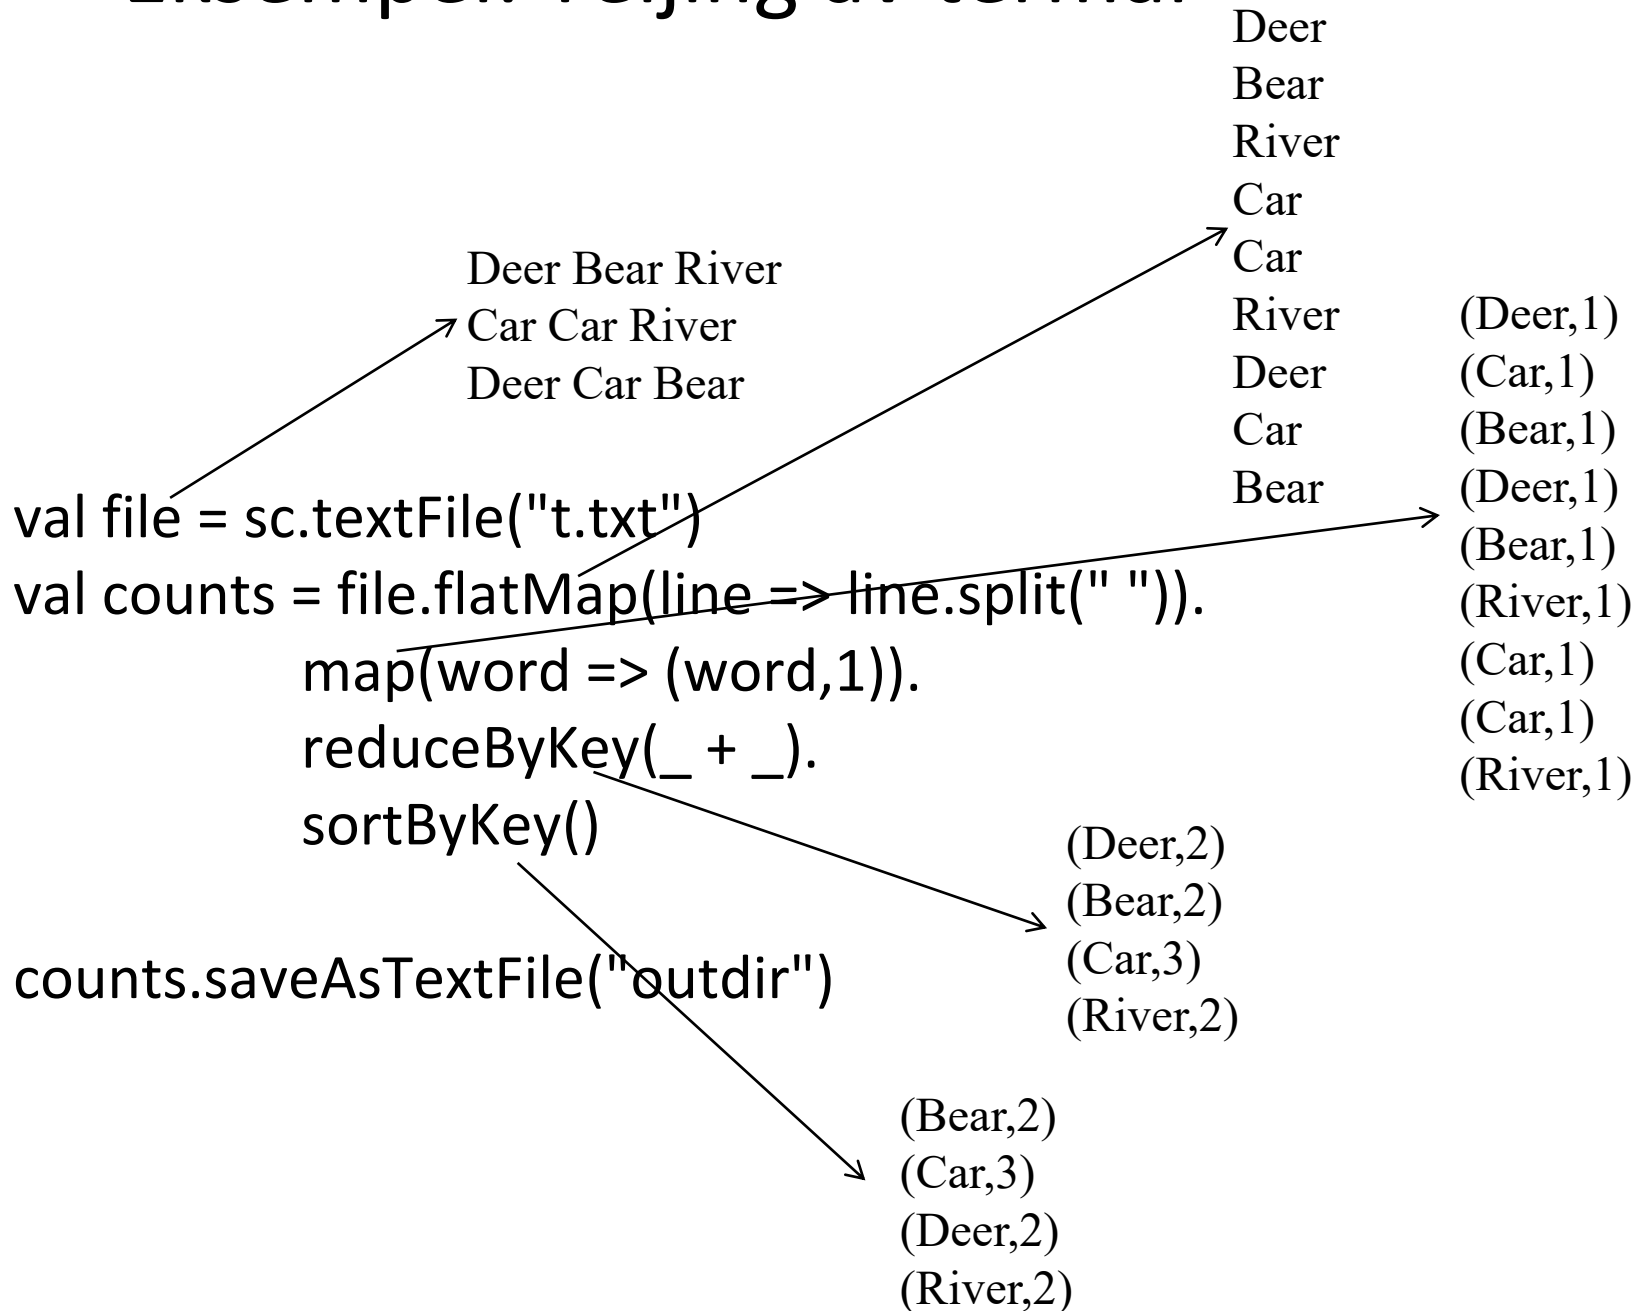 Deer
Bear
River
Car
Car
River
Deer
Car
Bear
Deer Bear River
Car Car River
Deer Car Bear
(Deer,1)
(Car,1)
(Bear,1)
(Deer,1)
(Bear,1)
(River,1)
(Car,1)
(Car,1)
(River,1)
val file = sc.textFile("t.txt")
val counts = file.flatMap(line => line.split(" ")).
map(word => (word,1)).
reduceByKey(_ + _).
sortByKey()
counts.saveAsTextFile("outdir")
(Deer,2)
(Bear,2)
(Car,3)
(River,2)
(Bear,2)
(Car,3)
(Deer,2)
(River,2)